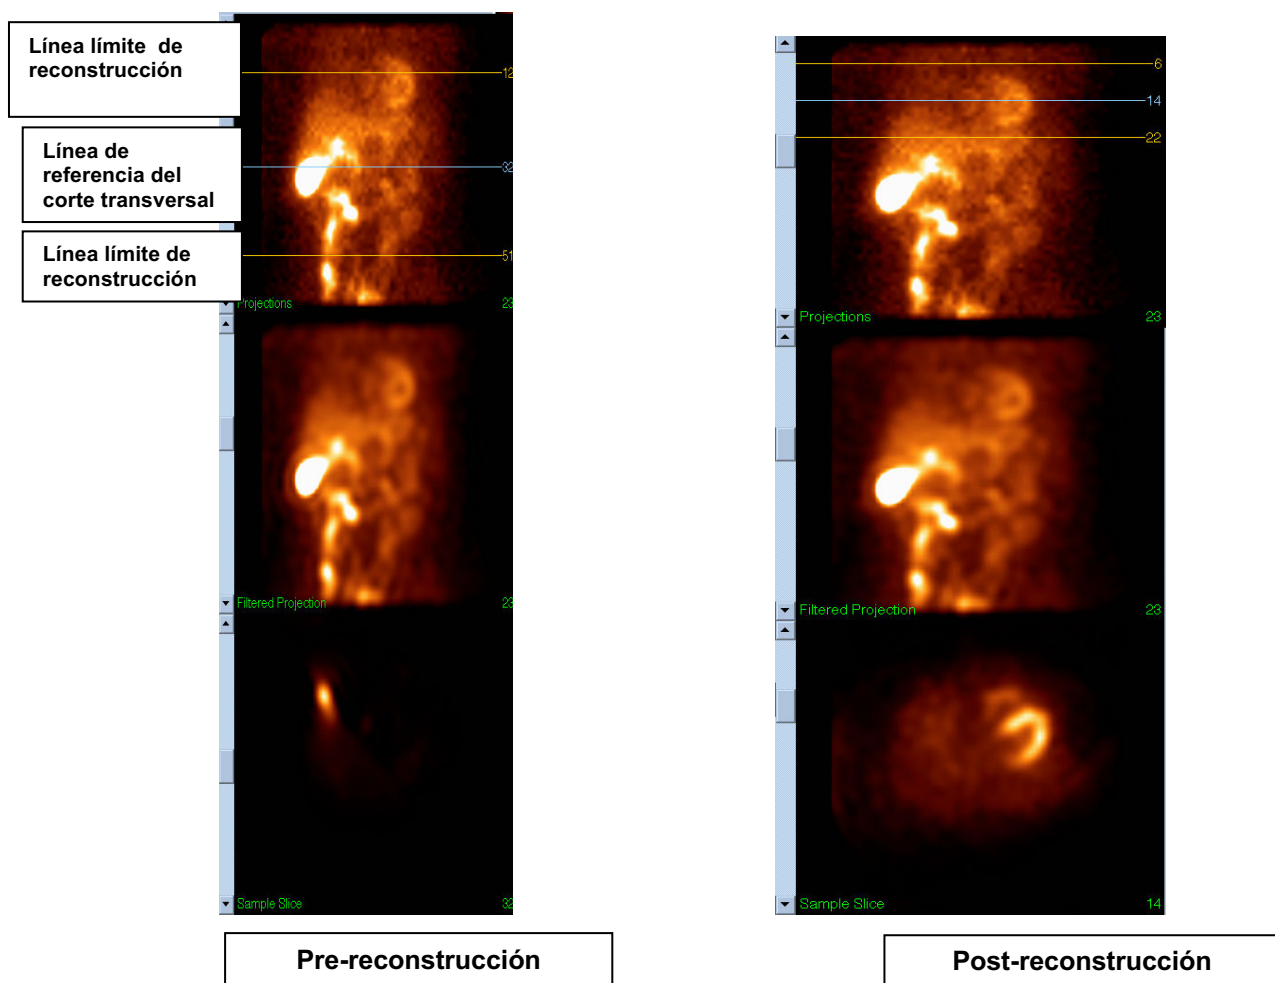 Línea límite de
reconstrucción
12
Línea de
referencia del
corte transversal
32
Línea límite de
reconstrucción
51
Projections 23
Filtered Projection 23
Sample Slice 32
Pre-reconstrucción
6
14
22
Projections 23
Filtered Projection 23
Sample Slice 14
Post-reconstrucción